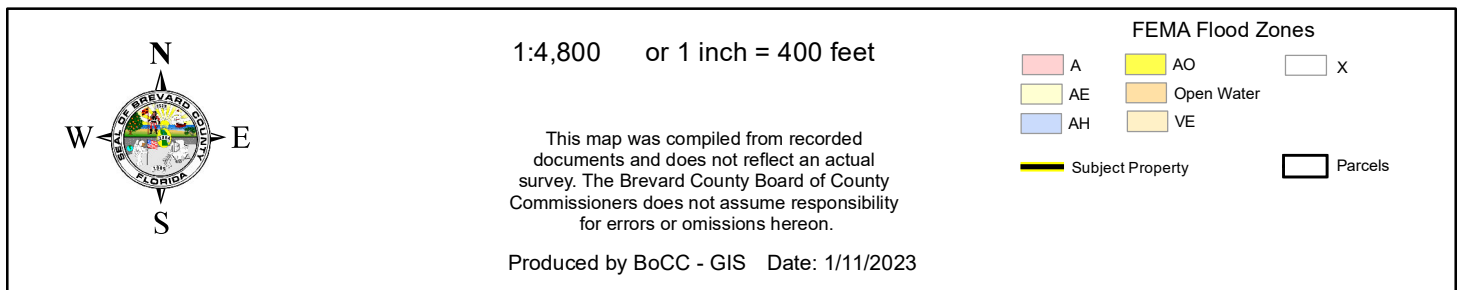 N
W
E
S
SEAL OF BREVARD COUNTY
FLORIDA
1:4,800 or 1 inch = 400 feet
This map was compiled from recorded
documents and does not reflect an actual
survey. The Brevard County Board of County
Commissioners does not assume responsibility
for errors or omissions hereon.
Produced by BoCC - GIS Date: 1/11/2023
FEMA Flood Zones
A AO X
AE Open Water
AH VE
Subject Property Parcels